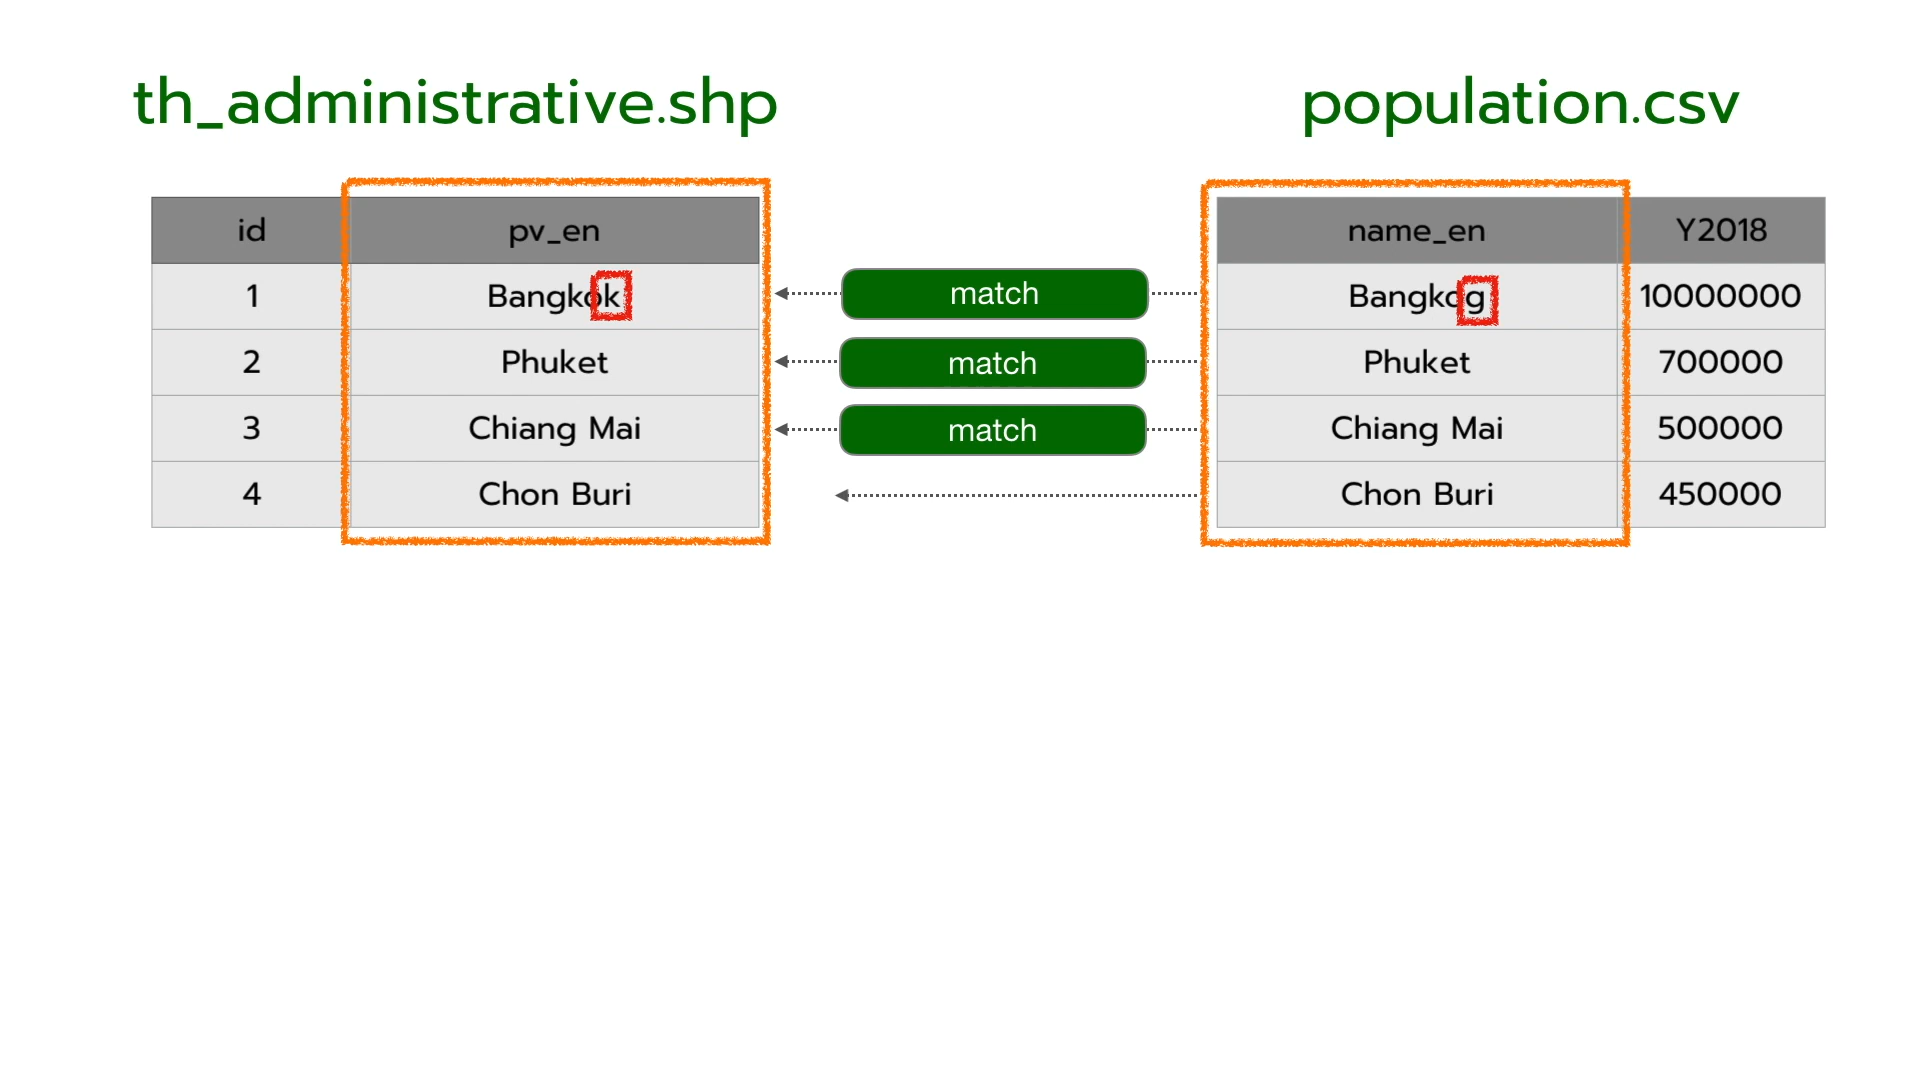 th_administrative.shp population.csv
id pv_en name_en Y2018
1 Bangkok match Bangkog 10000000
2 Phuket match Phuket 700000
3 Chiang Mai match Chiang Mai 500000
4 Chon Buri Chon Buri 450000